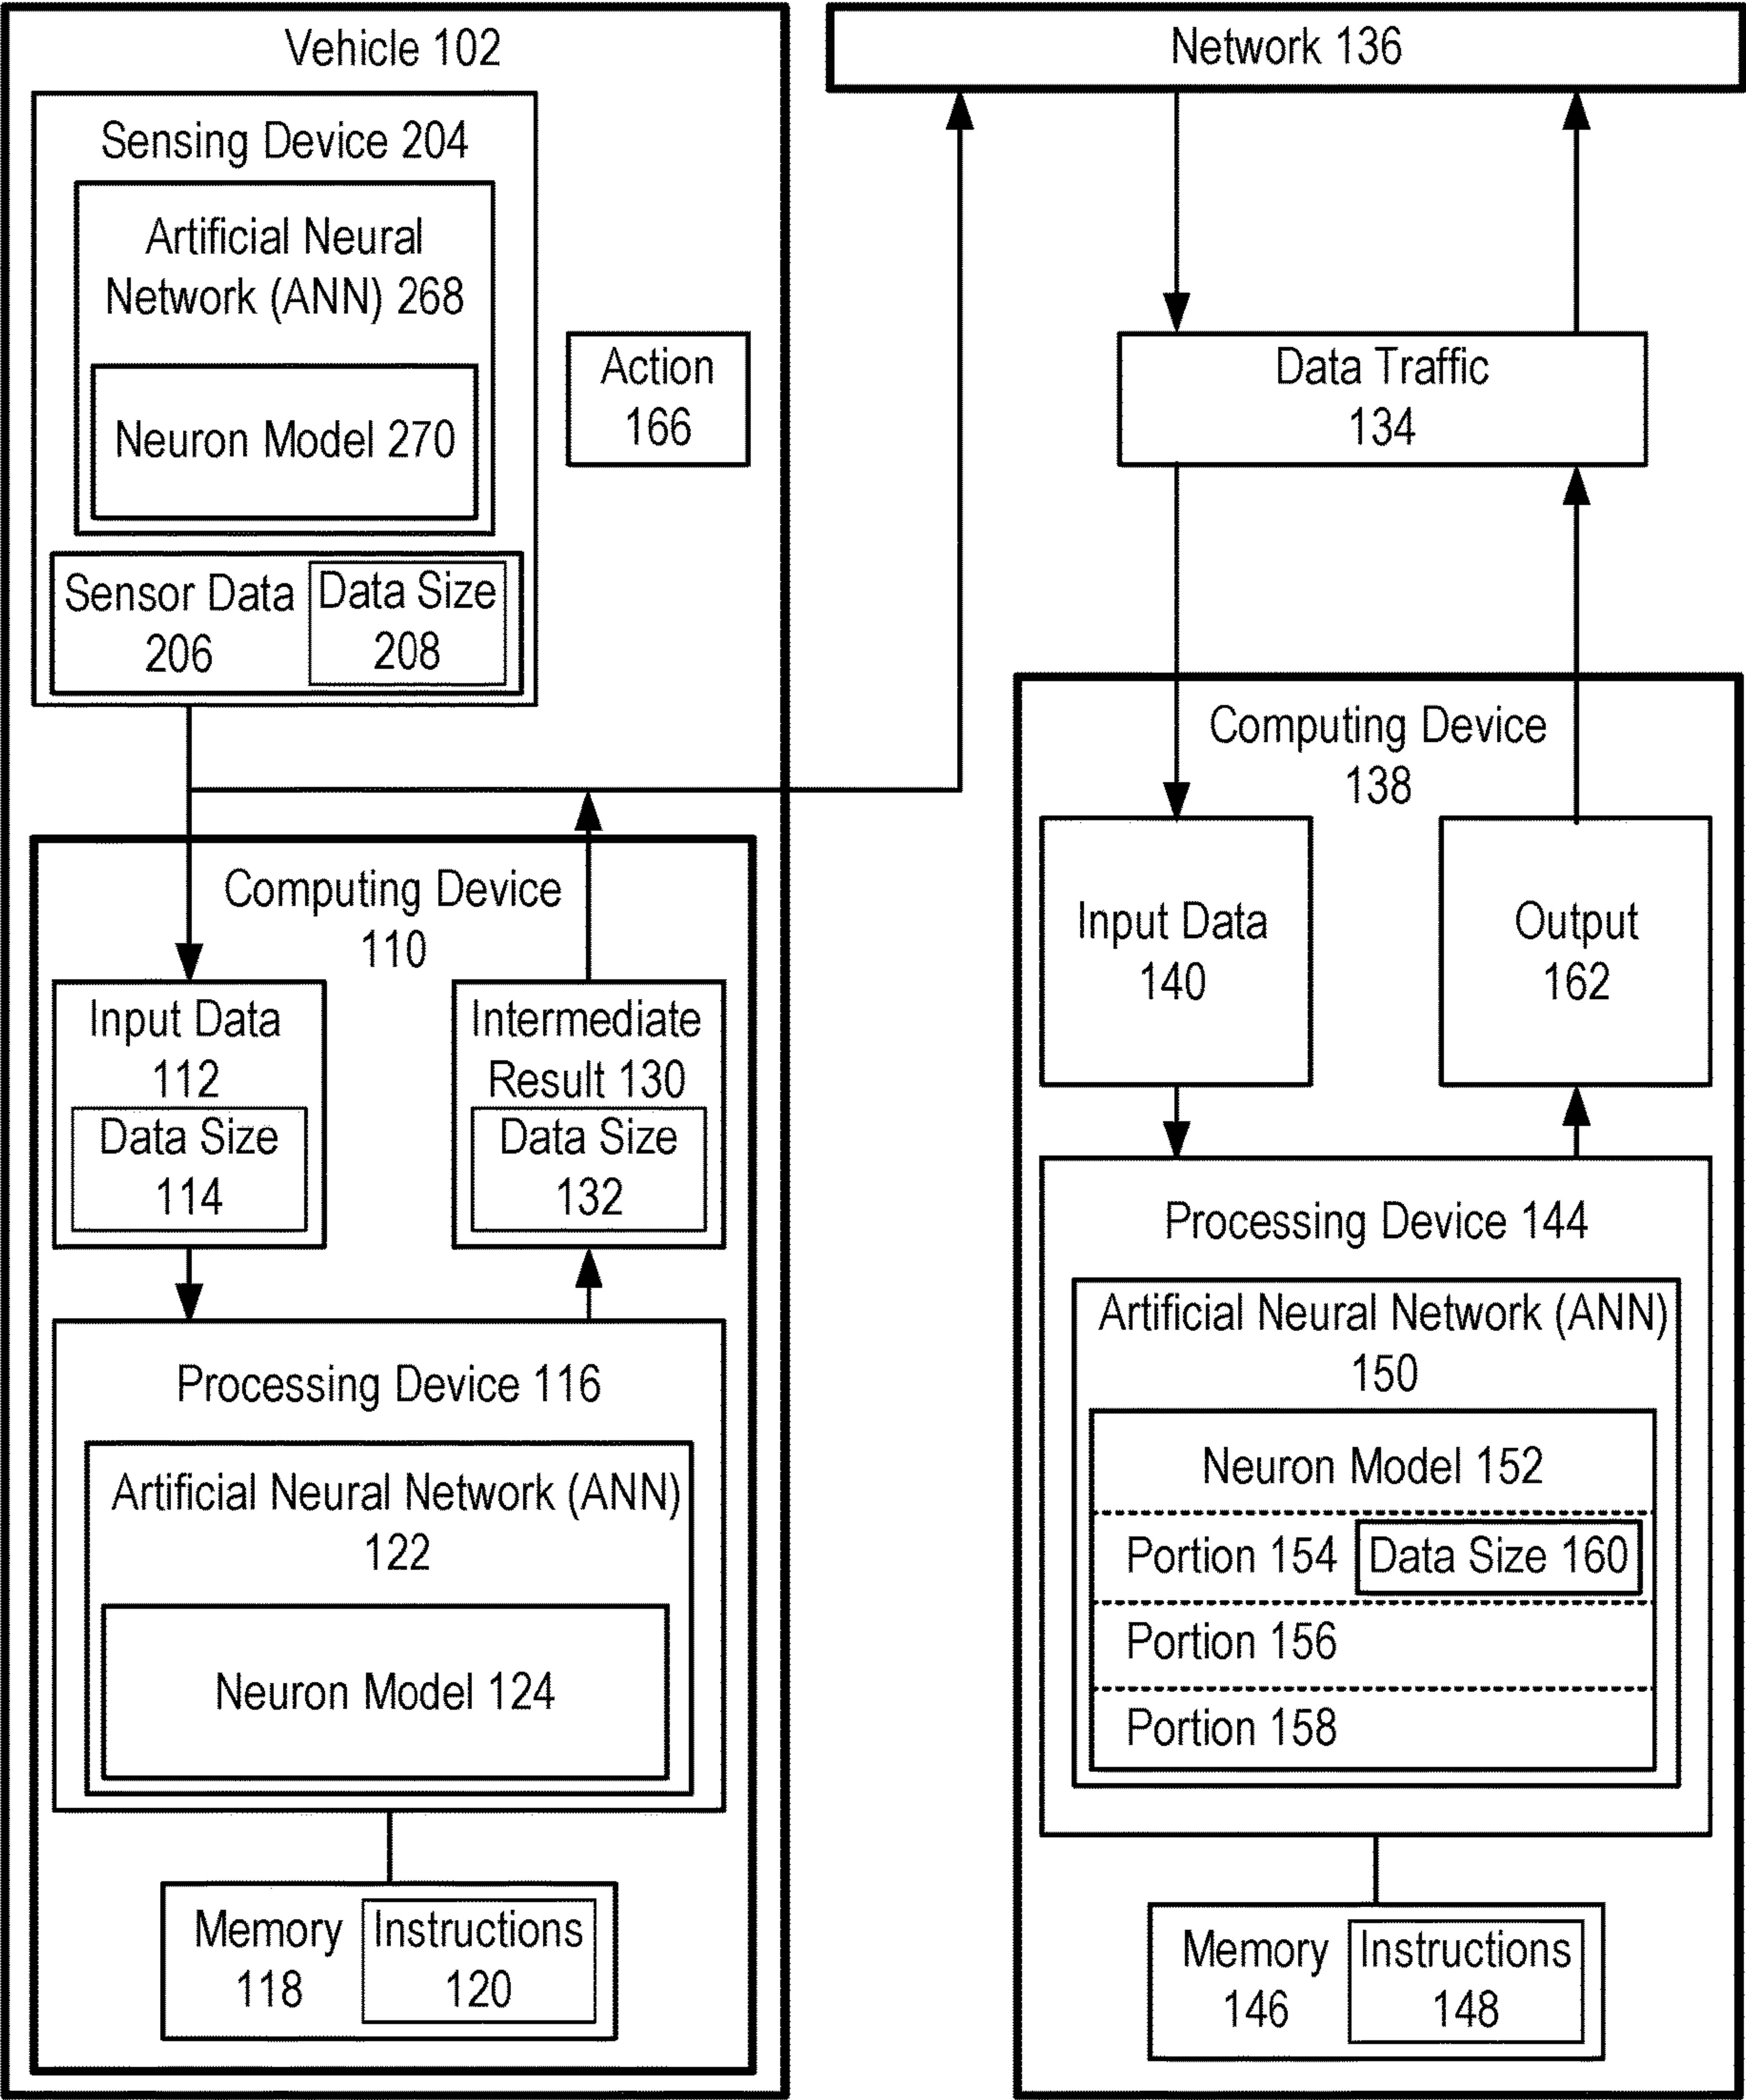 Vehicle 102
Sensing Device 204
Artificial Neural
Network (ANN) 268
Neuron Model 270
Sensor Data
206
Data Size
208
Action
166
Computing Device
110
Input Data
112
Data Size
114
Intermediate
Result 130
Data Size
132
Processing Device 116
Artificial Neural Network (ANN)
122
Neuron Model 124
Memory
118
Instructions
120
Network 136
Data Traffic
134
Computing Device
138
Input Data
140
Output
162
Processing Device 144
Artificial Neural Network (ANN)
150
Neuron Model 152
Portion 154
Data Size 160
Portion 156
Portion 158
Memory
146
Instructions
148